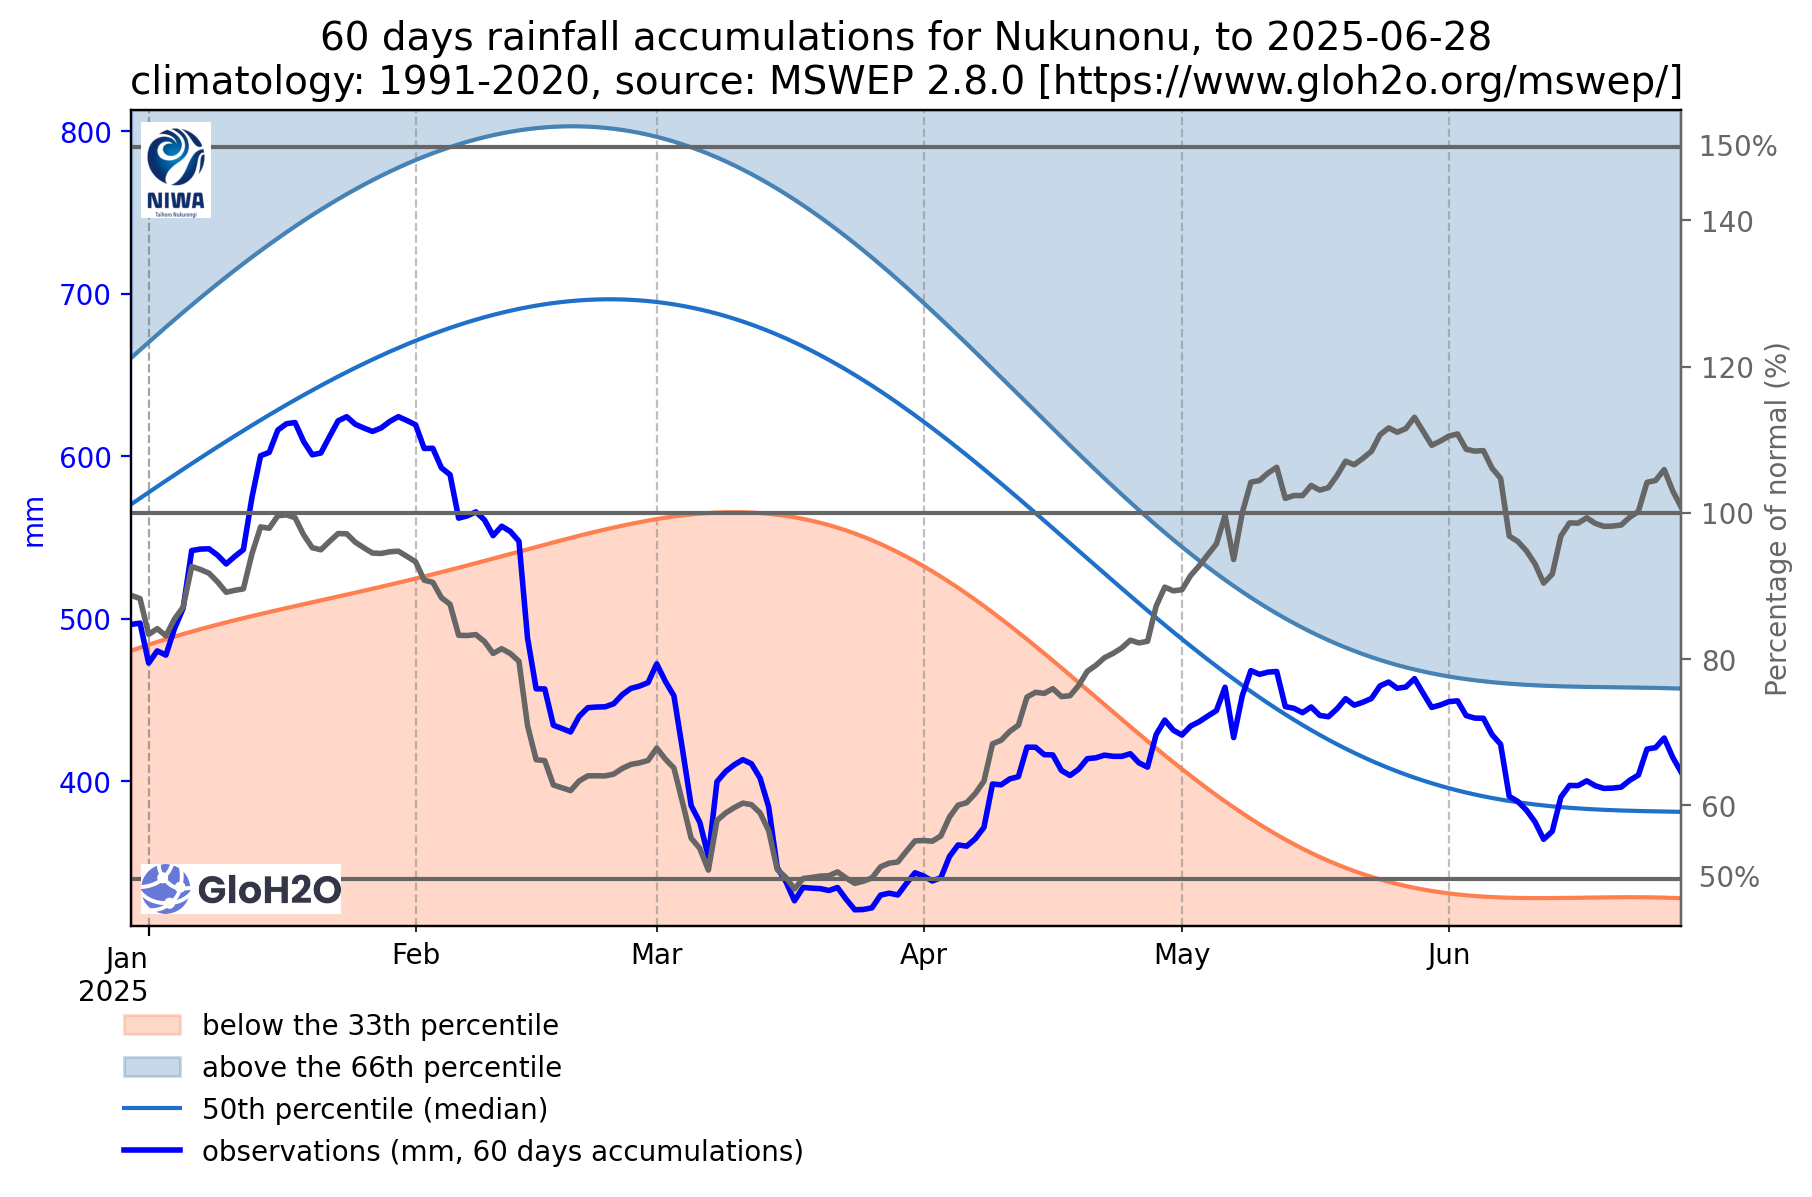 60 days rainfall accumulations for Nukunonu, to 2025-06-28
climatology: 1991-2020, source: MSWEP 2.8.0 [https://www.gloh2o.org/mswep/]
800
700
600
500
400
mm
NIWA
Taihoro Nukurangi
GloH2O
150%
140
120
100
80
60
50%
Percentage of normal (%)
Jan
2025
Feb
Mar
Apr
May
Jun
below the 33th percentile
above the 66th percentile
50th percentile (median)
observations (mm, 60 days accumulations)